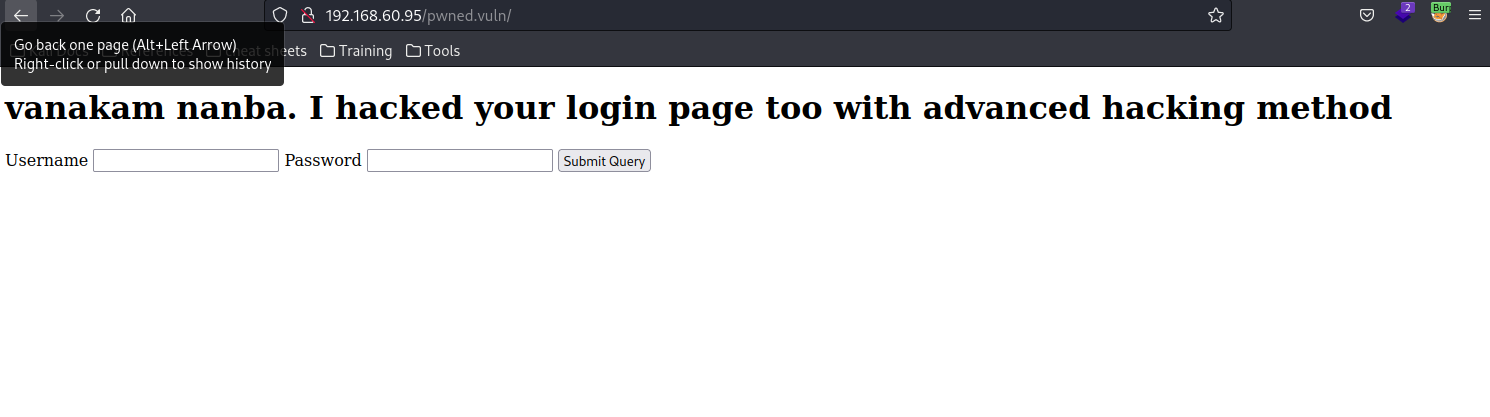 192.168.60.95/pwned.vuln/
2
Go back one page (Alt+Left Arrow)
sheets Training Tools
Right-click or pull down to show history
vanakam nanba. I hacked your login page too with advanced hacking method
Username Password Submit Query